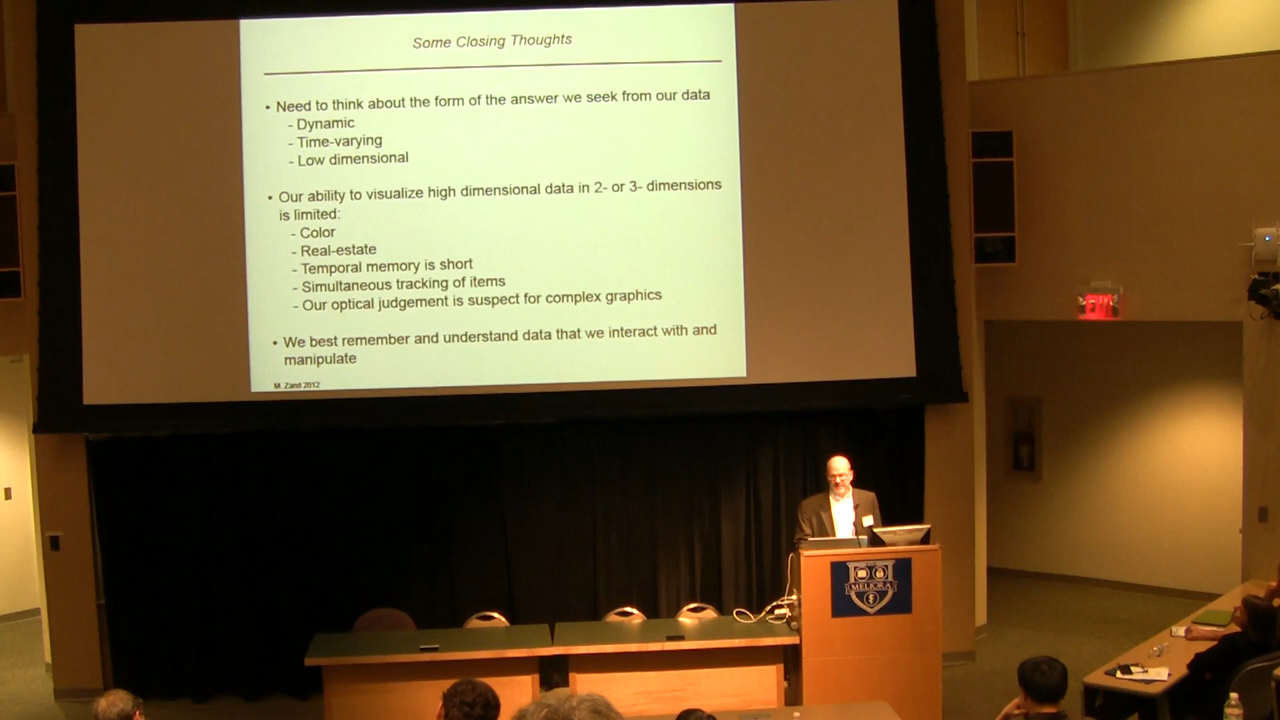 Some Closing Thoughts
• Need to think about the form of the answer we seek from our data
- Dynamic
- Time-varying
- Low dimensional
• Our ability to visualize high dimensional data in 2- or 3- dimensions
is limited:
- Color
- Real-estate
- Temporal memory is short
- Simultaneous tracking of items
- Our optical judgement is suspect for complex graphics
• We best remember and understand data that we interact with and
manipulate
M. Zand 2012
EXIT
MELIORA